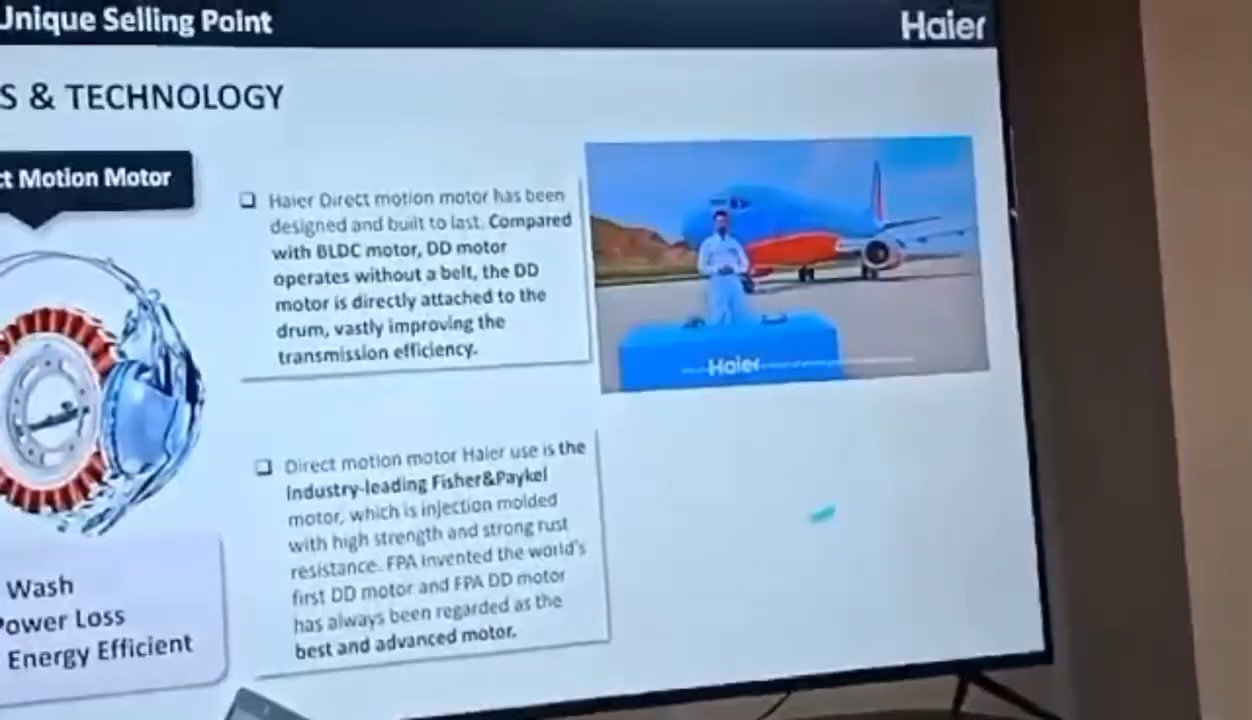 Unique Selling Point
Haier
S & TECHNOLOGY
ct Motion Motor
Haier Direct motion motor has been
designed and built to last. Compared
with BLDC motor, DD motor
operates without a belt, the DD
motor is directly attached to the
drum, vastly improving the
transmission efficiency.
Haier
Direct motion motor Haier use is the
industry-leading Fisher&Paykel
motor, which is injection molded
with high strength and strong rust
resistance. FPA invented the world's
first DD motor and FPA DD motor
has always been regarded as the
best and advanced motor.
Wash
Power Loss
Energy Efficient